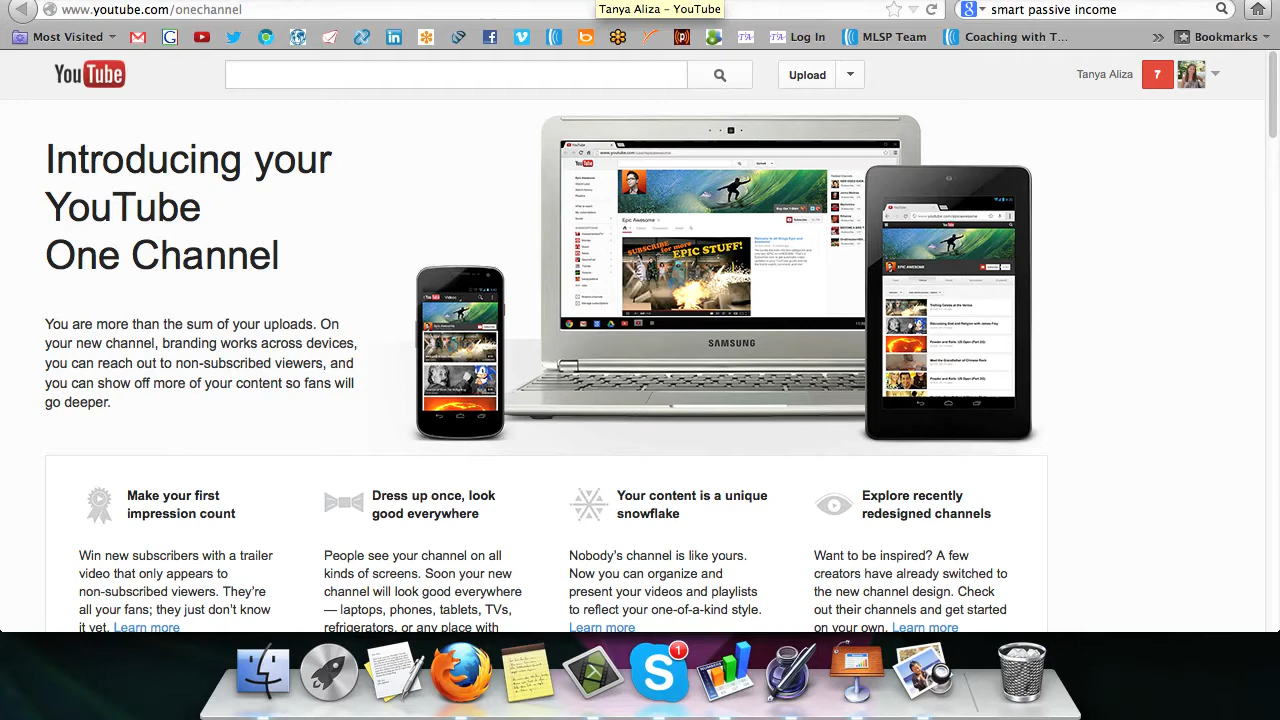 www.youtube.com/onechannel
Tanya Aliza – YouTube
smart passive income
Most Visited
Log In
MLSP Team
Coaching with T...
Bookmarks
YouTube
Upload
Tanya Aliza
7
Introducing your
YouTube
One Channel
You are more than the sum of your uploads. On
your new channel, branding works across devices,
you can reach out to non-subscribed viewers, and
you can show off more of your content so fans will
go deeper.
Epic Awesome
SUBSCRIBE for more
EPIC STUFF!
SAMSUNG
EPIC AWESOME
Make your first
impression count
Win new subscribers with a trailer
video that only appears to
non-subscribed viewers. They're
all your fans; they just don't know
it yet. Learn more
Dress up once, look
good everywhere
People see your channel on all
kinds of screens. Soon your new
channel will look good everywhere
— laptops, phones, tablets, TVs,
refrigerators, or any place with
Your content is a unique
snowflake
Nobody's channel is like yours.
Now you can organize and
present your videos and playlists
to reflect your one-of-a-kind style.
Learn more
Explore recently
redesigned channels
Want to be inspired? A few
creators have already switched to
the new channel design. Check
out their channels and get started
on your own. Learn more
1